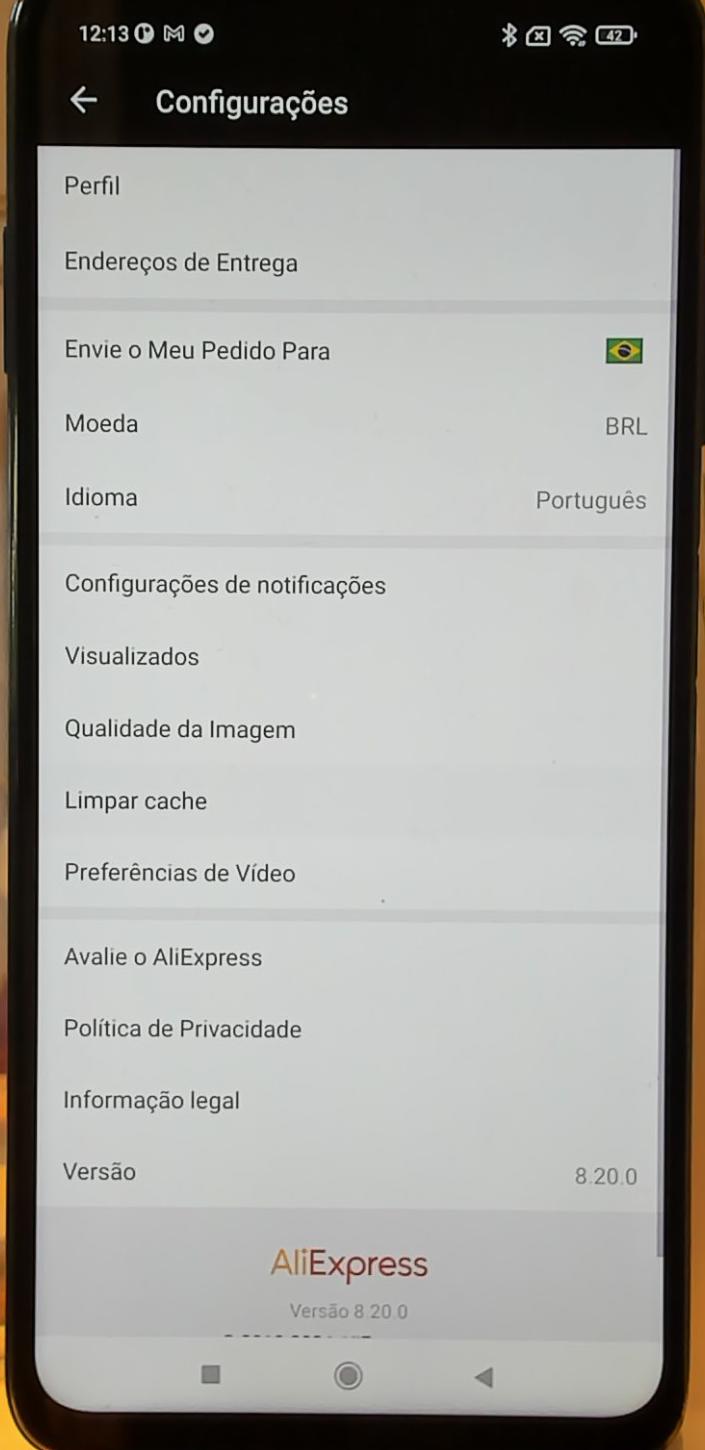 12:13
42
Configurações
Perfil
Endereços de Entrega
Envie o Meu Pedido Para
Moeda
BRL
Idioma
Português
Configurações de notificações
Visualizados
Qualidade da Imagem
Limpar cache
Preferências de Vídeo
Avalie o AliExpress
Política de Privacidade
Informação legal
Versão
8.20.0
AliExpress
Versão 8.20.0